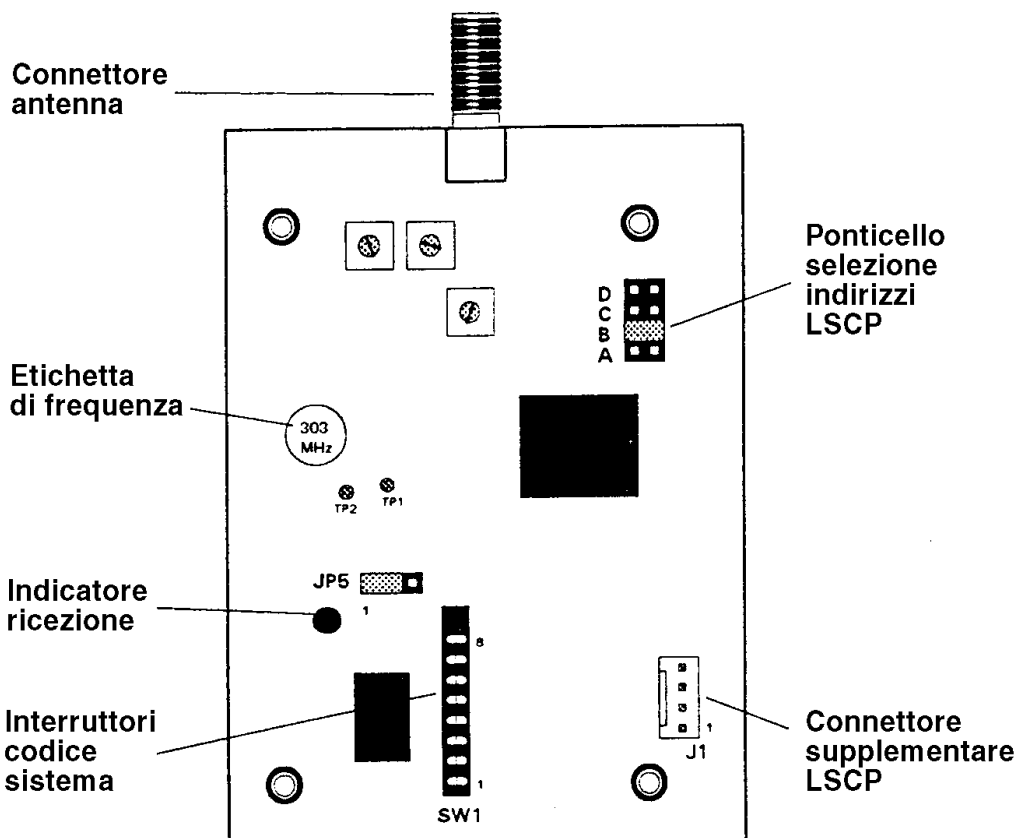 Connettore
antenna
Ponticello
selezione
indirizzi
LSCP
D
C
B
A
Etichetta
di frequenza
303
MHz
TP2
TP1
JP5
1
Indicatore
ricezione
8
Interruttori
codice
sistema
1
SW1
1
J1
Connettore
supplementare
LSCP